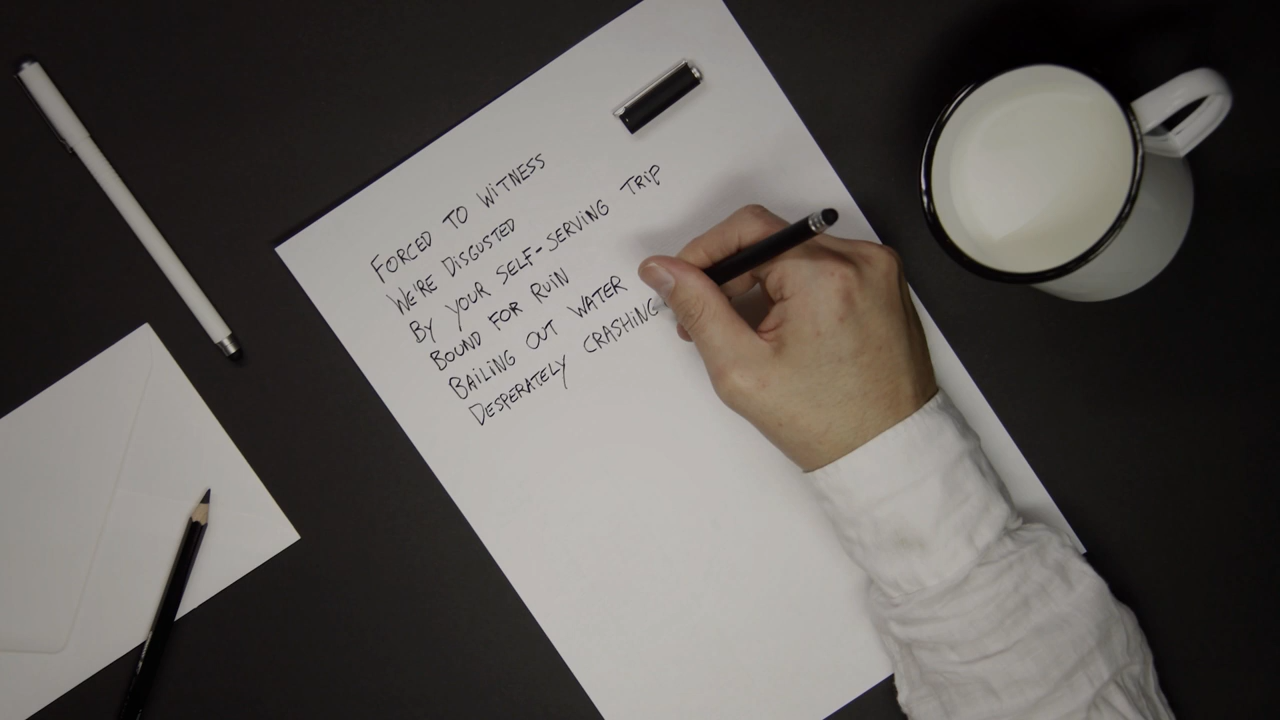 FORCED TO WITNESS
WE'RE DISGUSTED
BY YOUR SELF-SERVING TRIP
BOUND FOR RUIN
BAILING OUT WATER
DESPERATELY CRASHING